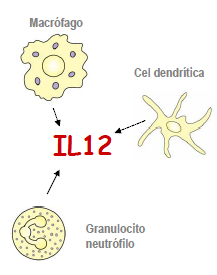 Macrófago
Cel dendrítica
IL12
Granulocito
neutrófilo